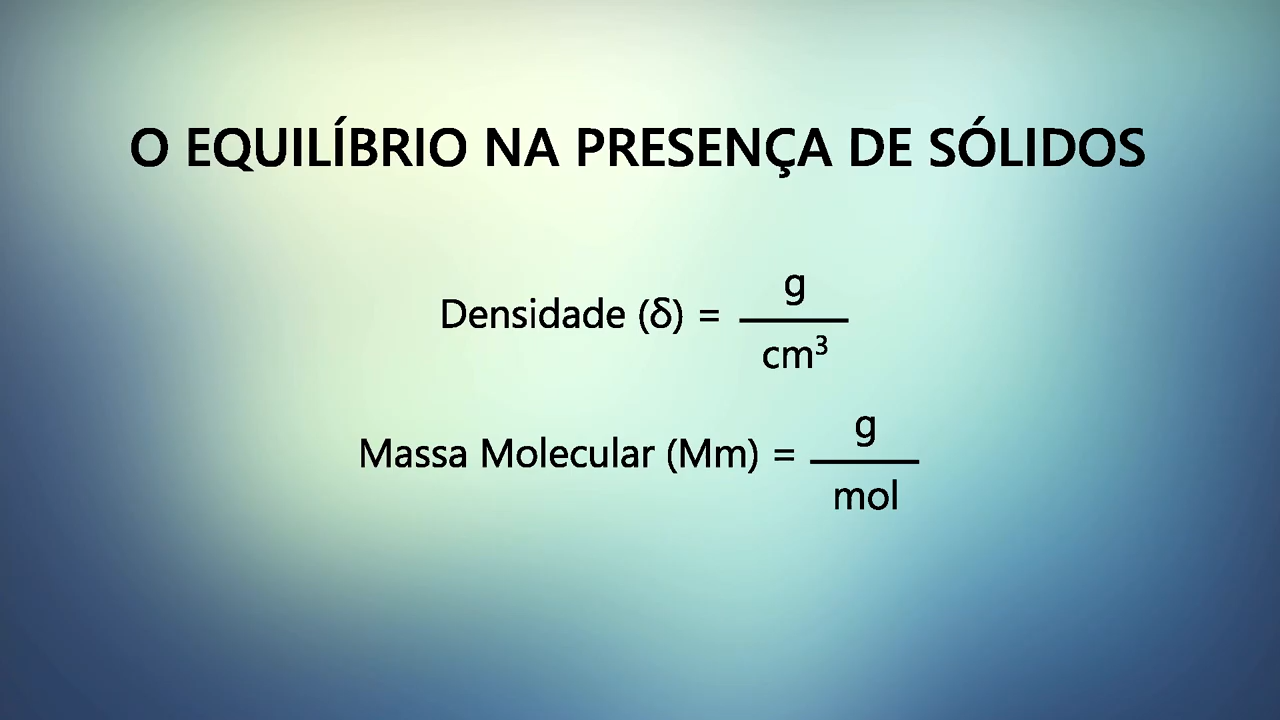 O EQUILÍBRIO NA PRESENÇA DE SÓLIDOS
Densidade (δ) = g
cm³
Massa Molecular (Mm) = g
mol